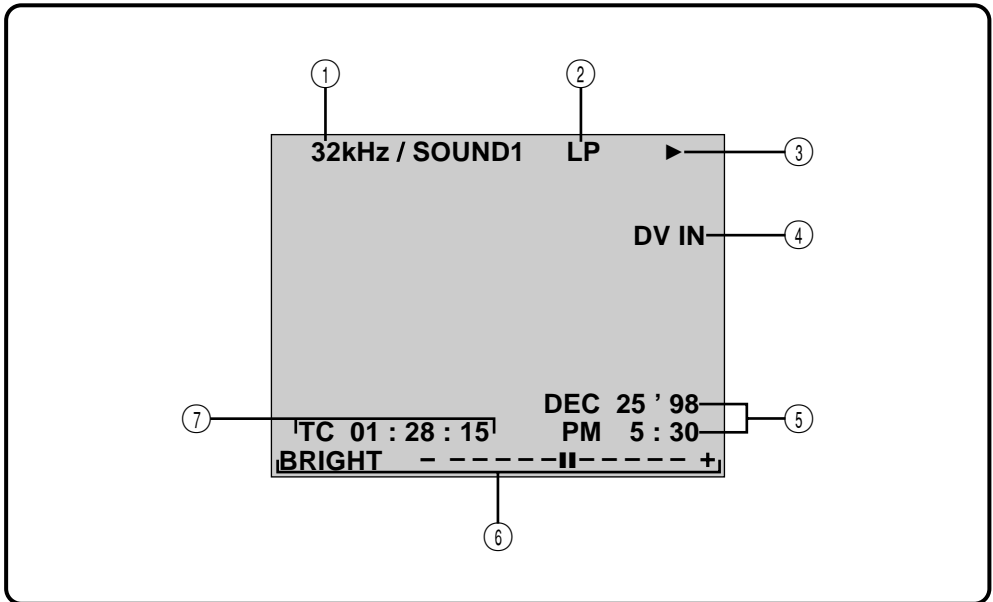 ① ②
32kHz / SOUND1 LP ► ③
DV IN ④
DEC 25 ’ 98
⑦ ⑤
TC 01 : 28 : 15 PM 5 : 30
BRIGHT – – – – – – –▮▮– – – – – +
⑥